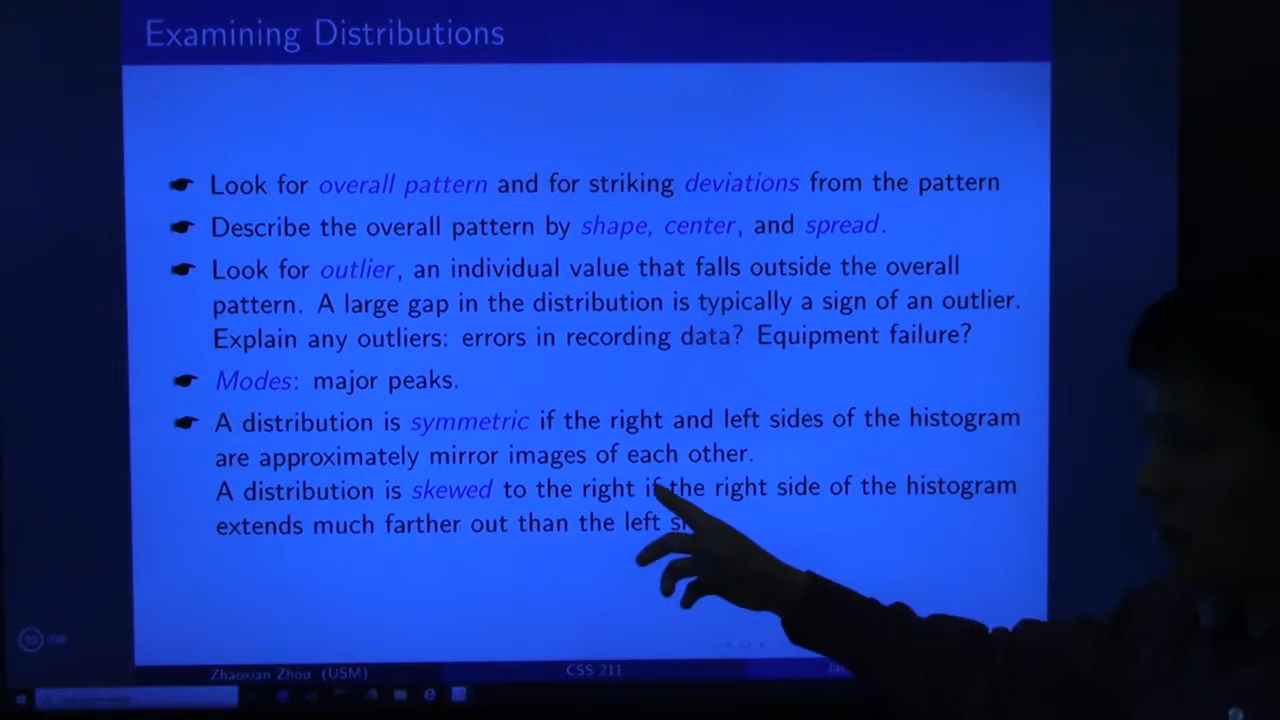 Examining Distributions
Look for overall pattern and for striking deviations from the pattern
Describe the overall pattern by shape, center, and spread.
Look for outlier, an individual value that falls outside the overall
pattern. A large gap in the distribution is typically a sign of an outlier.
Explain any outliers: errors in recording data? Equipment failure?
Modes: major peaks.
A distribution is symmetric if the right and left sides of the histogram
are approximately mirror images of each other.
A distribution is skewed to the right if the right side of the histogram
extends much farther out than the left
10
Zhaoxian Zhou (USM)
CSS 211